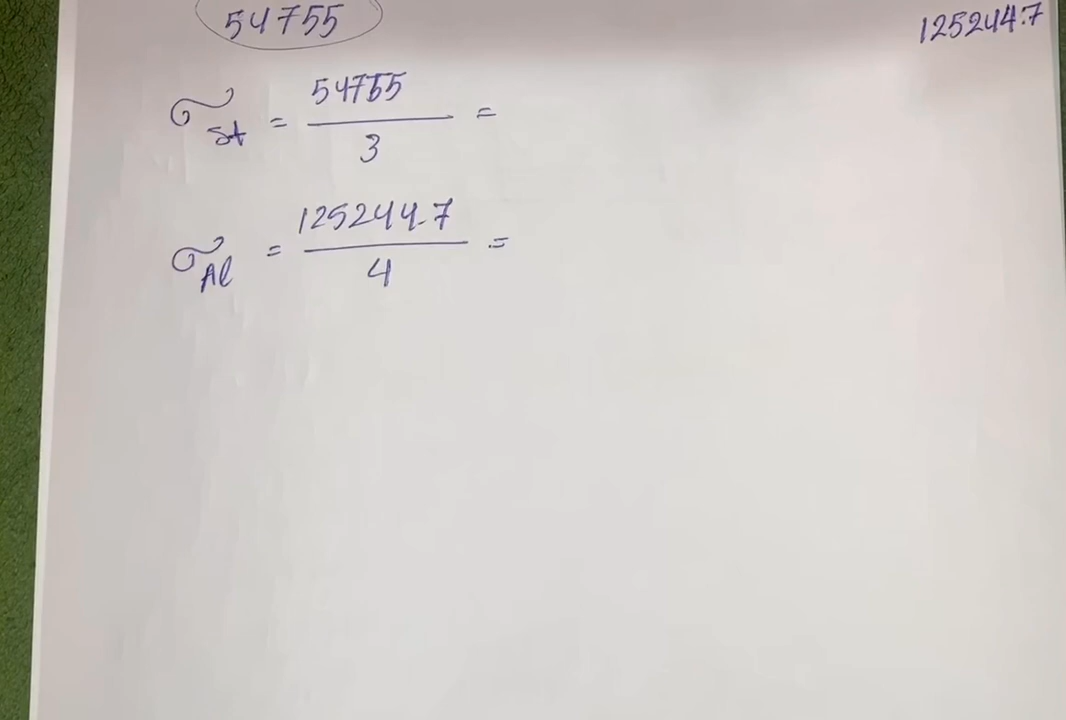 54755
125244.7
σSt = 54755 / 3 =
σAl = 125244.7 / 4 =